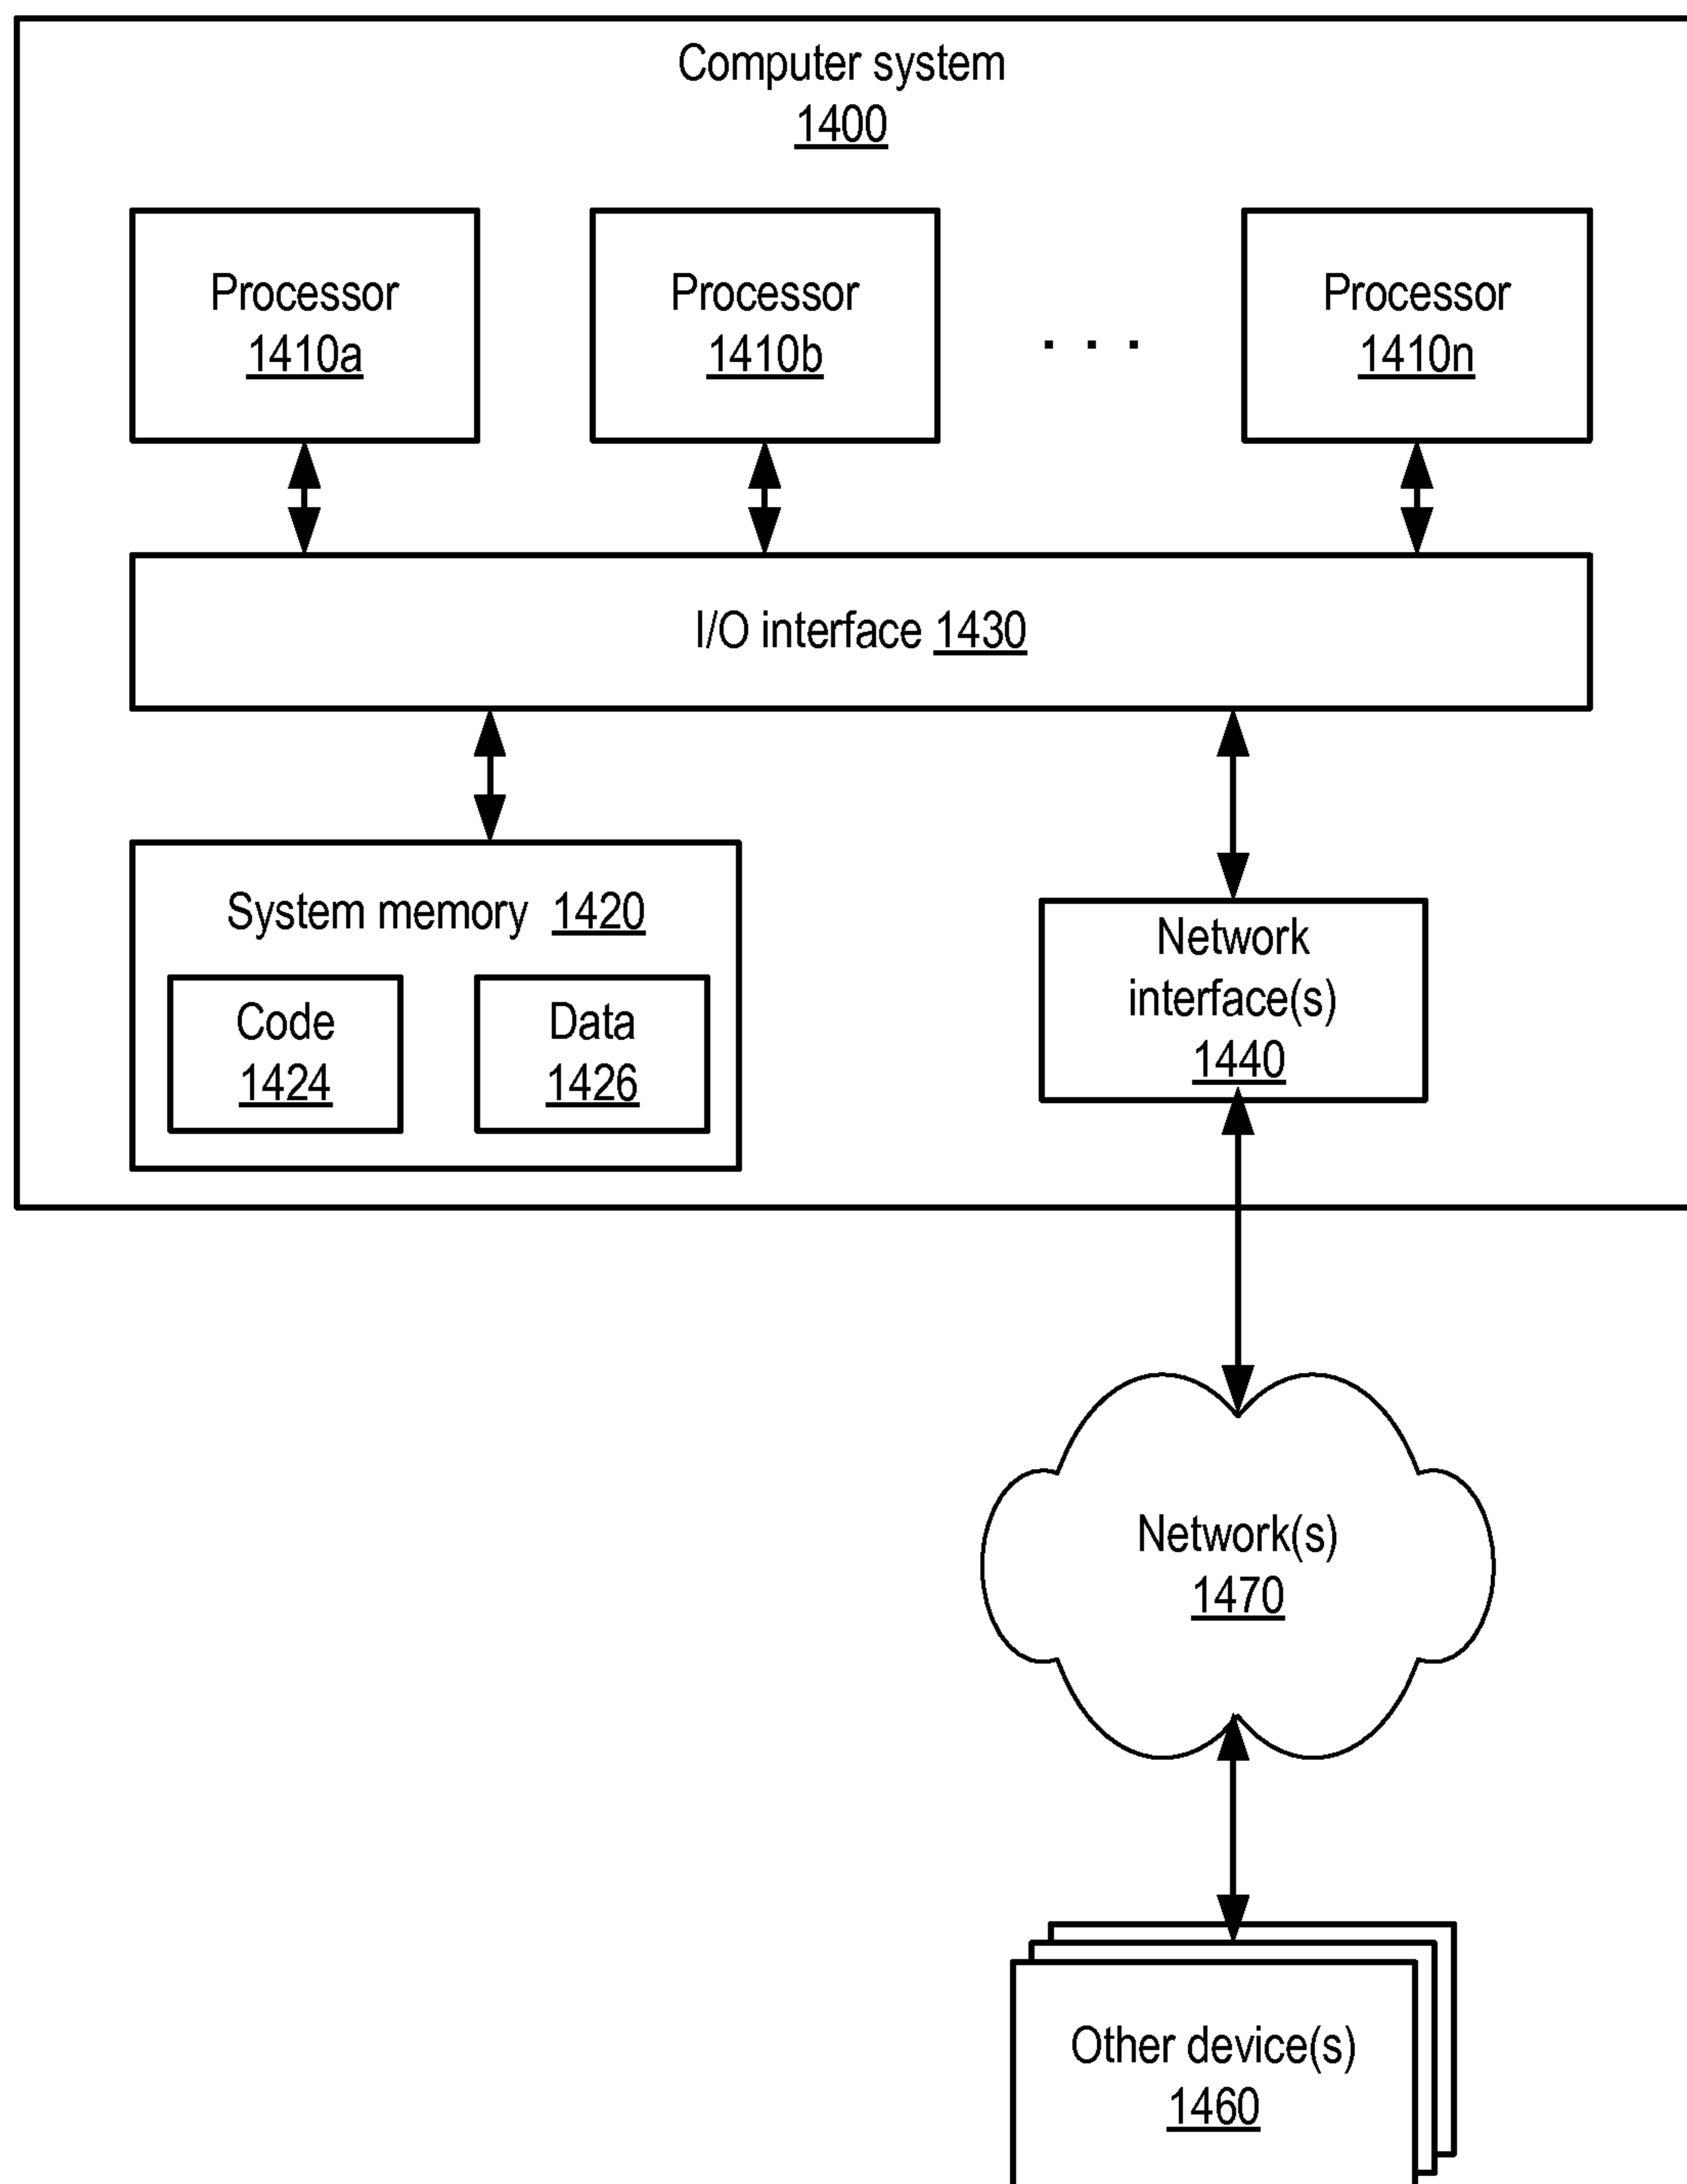 Computer system
1400
Processor
1410a
Processor
1410b
. . .
Processor
1410n
I/O interface 1430
System memory 1420
Code
1424
Data
1426
Network
interface(s)
1440
Network(s)
1470
Other device(s)
1460